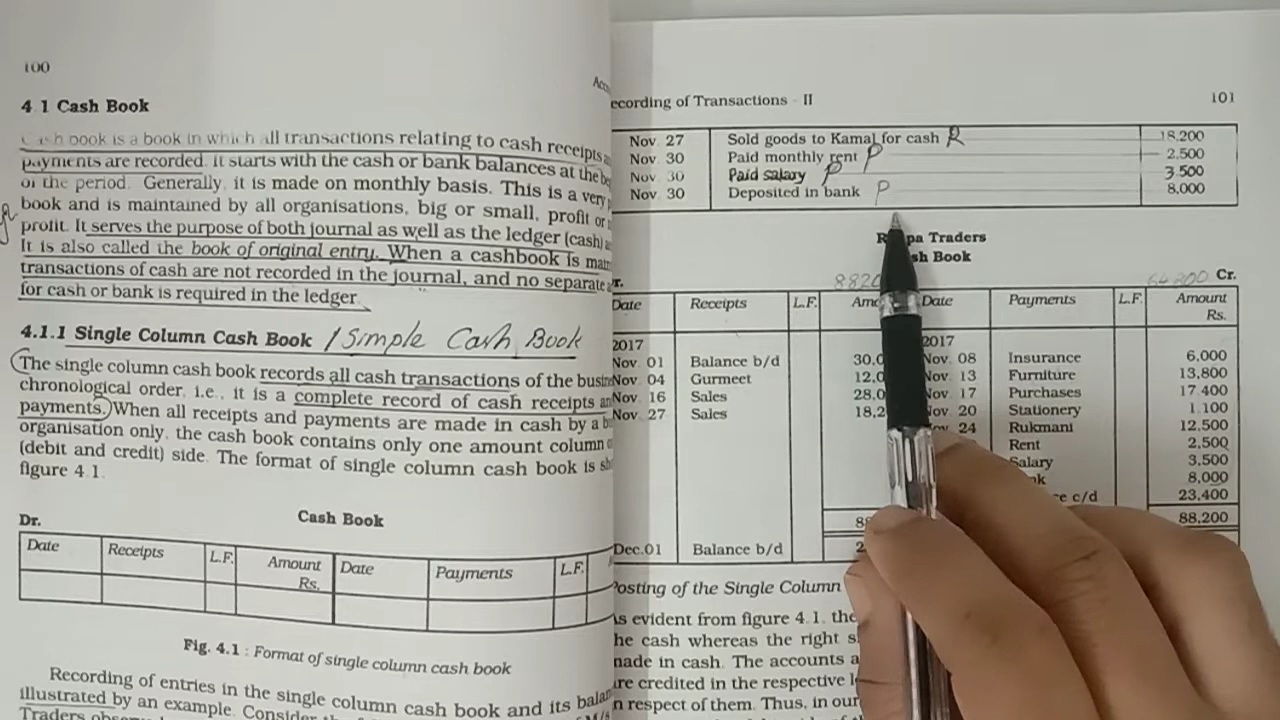 100
4.1 Cash Book
Cash book is a book in which all transactions relating to cash receipts
payments are recorded. It starts with the cash or bank balances at the
of the period. Generally, it is made on monthly basis. This is a very
book and is maintained by all organisations, big or small, profit or
profit. It serves the purpose of both journal as well as the ledger (cash)
It is also called the book of original entry. When a cashbook is
transactions of cash are not recorded in the journal, and no separate
for cash or bank is required in the ledger.
4.1.1 Single Column Cash Book / Simple Cash Book
The single column cash book records all cash transactions of the
chronological order, i.e., it is a complete record of cash receipts
payments. When all receipts and payments are made in cash by a
organisation only, the cash book contains only one amount column
(debit and credit) side. The format of single column cash book is
figure 4.1.
Cash Book
Dr.
Date Receipts L.F. Amount Rs. Date Payments L.F.
Fig. 4.1 : Format of single column cash book
Recording of entries in the single column cash book and its
illustrated by an example. Consider
Traders
ecording of Transactions - II 101
Nov. 27 Sold goods to Kamal for cash R 18,200
Nov. 30 Paid monthly rent P 2,500
Nov. 30 Paid salary P 3,500
Nov. 30 Deposited in bank P 8,000
Traders
Book
8820 64800 Cr.
Date Receipts L.F. Date Payments L.F. Amount Rs.
2017 2017
Nov. 01 Balance b/d 30,0 Nov. 08 Insurance 6,000
Nov. 04 Gurmeet 12,0 Nov. 13 Furniture 13,800
Nov. 16 Sales 28,0 Nov. 17 Purchases 17,400
Nov. 27 Sales 18,2 Nov. 20 Stationery 1,100
24 Rukmani 12,500
Rent 2,500
Salary 3,500
8,000
c/d 23,400
88,200
Dec.01 Balance b/d
Posting of the Single Column
As evident from figure 4.1, the
he cash whereas the right
made in cash. The accounts
are credited in the respective
n respect of them. Thus, in our